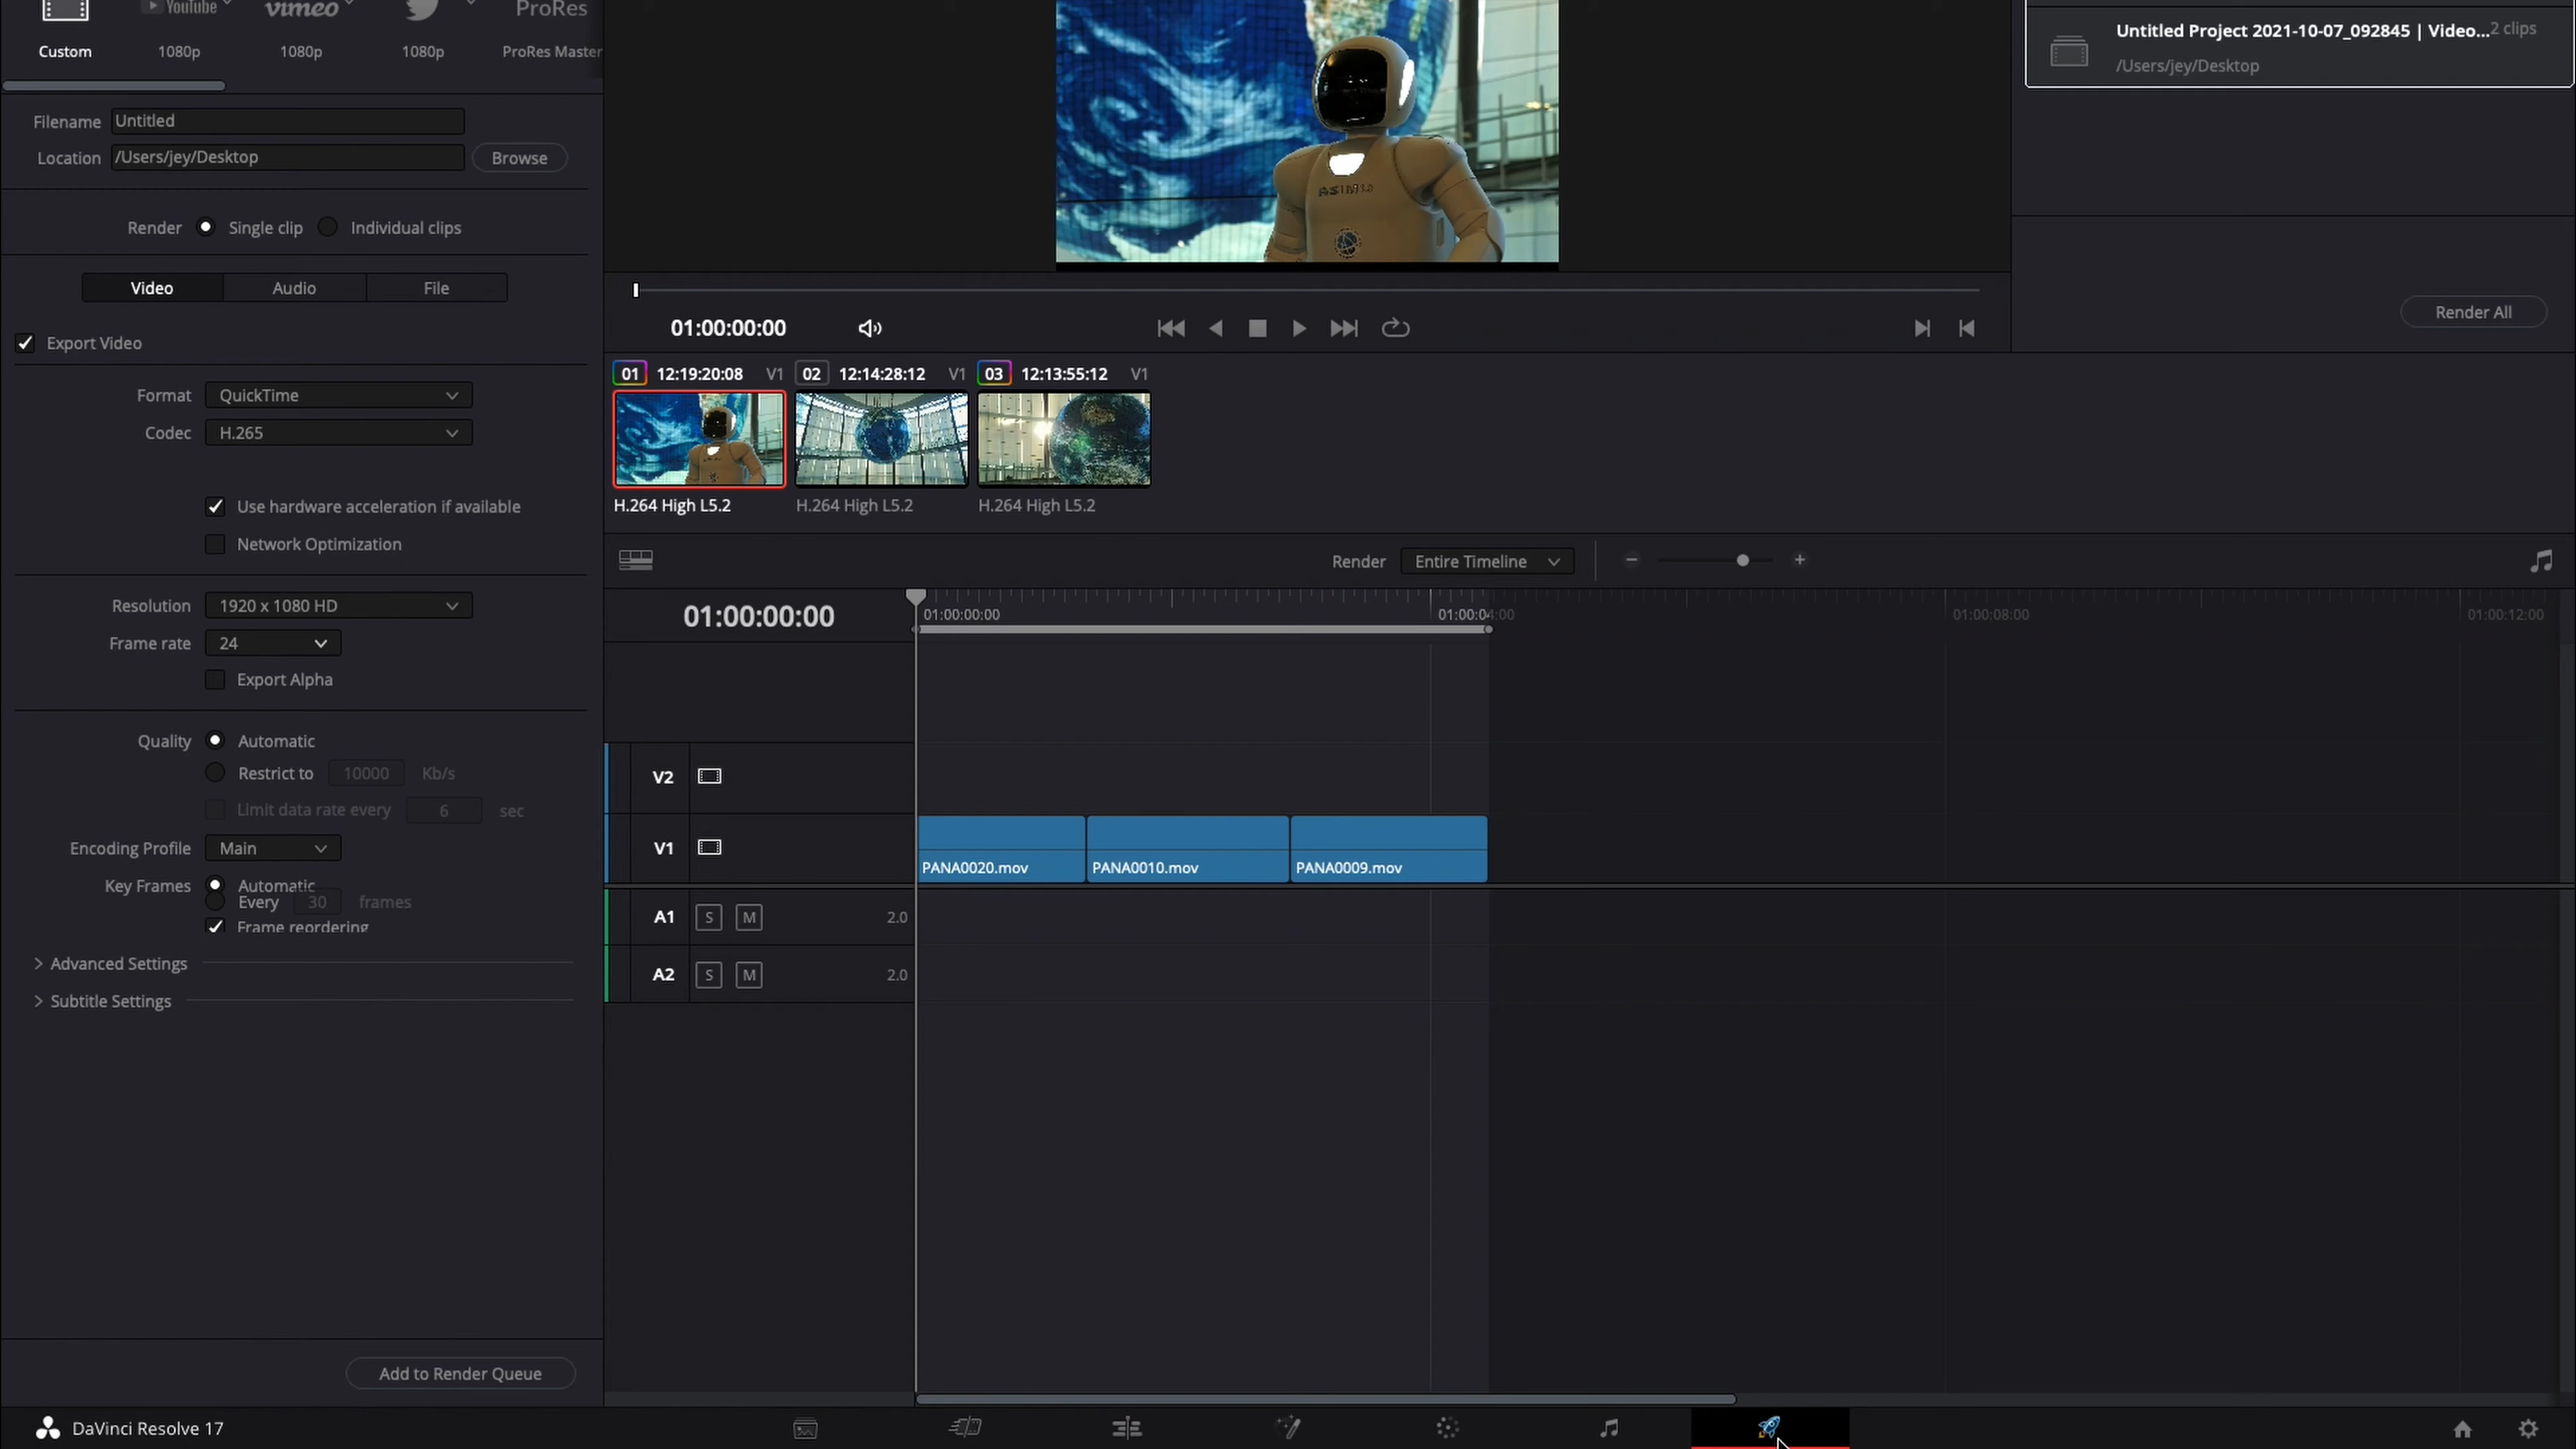 YouTube
vimeo
ProRes
Custom
1080p
1080p
1080p
ProRes Master
Untitled Project 2021-10-07_092845 | Video...
2 clips
/Users/jey/Desktop
Filename
Untitled
Location
/Users/jey/Desktop
Browse
Render
Single clip
Individual clips
Video
Audio
File
Export Video
Format
QuickTime
Codec
H.265
Use hardware acceleration if available
Network Optimization
Resolution
1920 x 1080 HD
Frame rate
24
Export Alpha
Quality
Automatic
Restrict to
10000
Kb/s
Limit data rate every
6
sec
Encoding Profile
Main
Key Frames
Automatic
Every
30
frames
Frame reordering
Advanced Settings
Subtitle Settings
Add to Render Queue
01:00:00:00
Render All
01
12:19:20:08
V1
02
12:14:28:12
V1
03
12:13:55:12
V1
H.264 High L5.2
H.264 High L5.2
H.264 High L5.2
Render
Entire Timeline
01:00:00:00
01:00:00:00
01:00:04:00
01:00:08:00
01:00:12:00
V2
V1
PANA0020.mov
PANA0010.mov
PANA0009.mov
A1
S
M
2.0
A2
S
M
2.0
DaVinci Resolve 17